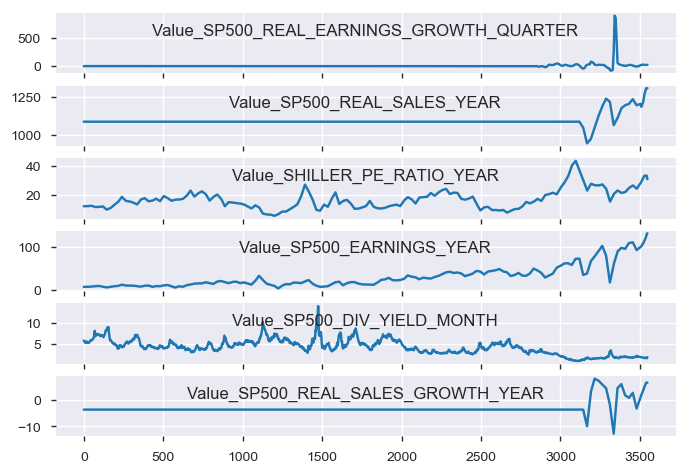 Value_SP500_REAL_EARNINGS_GROWTH_QUARTER
500
0
Value_SP500_REAL_SALES_YEAR
1250
1000
Value_SHILLER_PE_RATIO_YEAR
40
20
Value_SP500_EARNINGS_YEAR
100
0
Value_SP500_DIV_YIELD_MONTH
10
5
Value_SP500_REAL_SALES_GROWTH_YEAR
0
−10
0 500 1000 1500 2000 2500 3000 3500